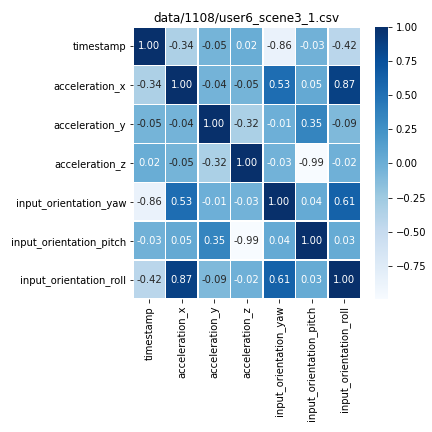 data/1108/user6_scene3_1.csv
timestamp 1.00 -0.34 -0.05 0.02 -0.86 -0.03 -0.42
acceleration_x -0.34 1.00 -0.04 -0.05 0.53 0.05 0.87
acceleration_y -0.05 -0.04 1.00 -0.32 -0.01 0.35 -0.09
acceleration_z 0.02 -0.05 -0.32 1.00 -0.03 -0.99 -0.02
input_orientation_yaw -0.86 0.53 -0.01 -0.03 1.00 0.04 0.61
input_orientation_pitch -0.03 0.05 0.35 -0.99 0.04 1.00 0.03
input_orientation_roll -0.42 0.87 -0.09 -0.02 0.61 0.03 1.00
timestamp
acceleration_x
acceleration_y
acceleration_z
input_orientation_yaw
input_orientation_pitch
input_orientation_roll
1.00
0.75
0.50
0.25
0.00
−0.25
−0.50
−0.75